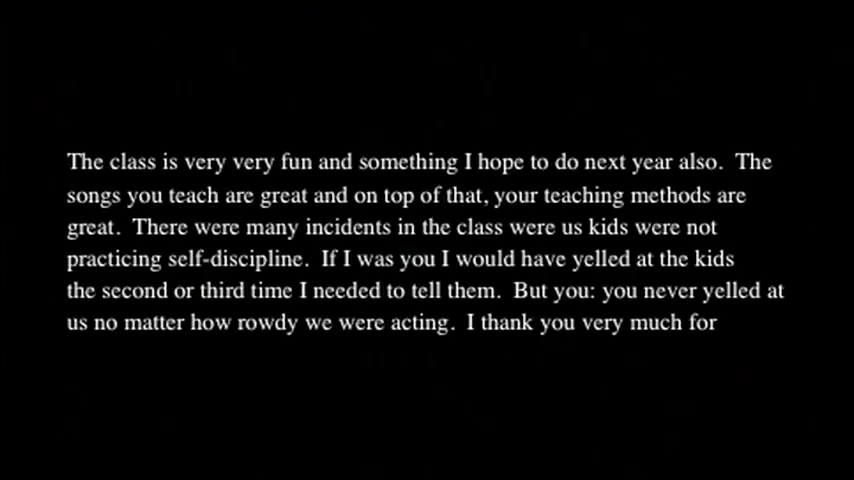 The class is very very fun and something I hope to do next year also.  The
songs you teach are great and on top of that, your teaching methods are
great.  There were many incidents in the class were us kids were not
practicing self-discipline.  If I was you I would have yelled at the kids
the second or third time I needed to tell them.  But you: you never yelled at
us no matter how rowdy we were acting.  I thank you very much for